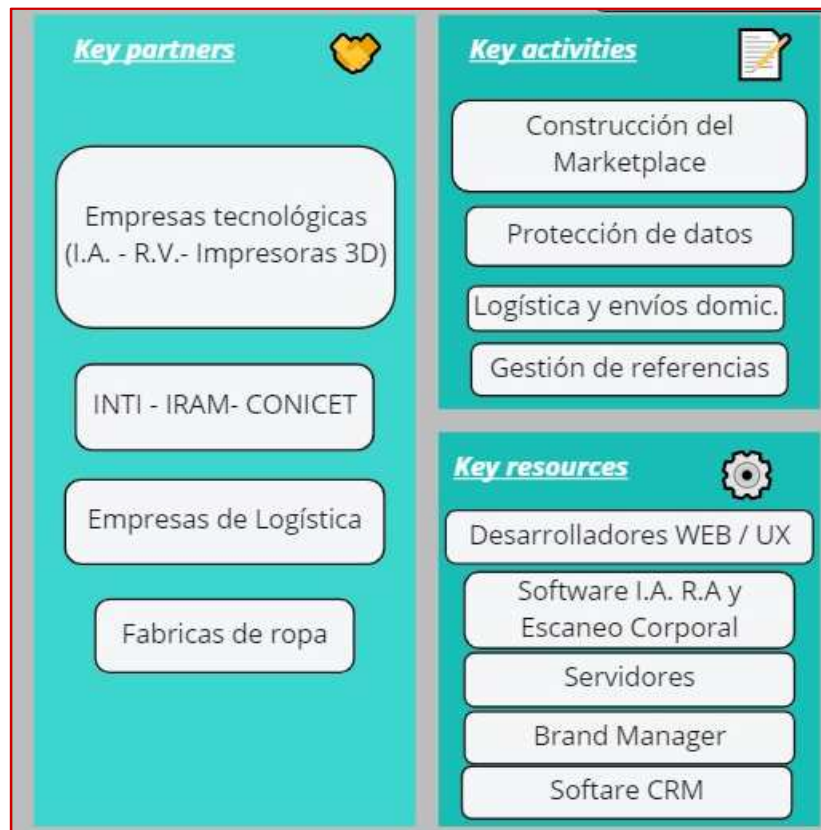 Key partners
Empresas tecnológicas
(I.A. - R.V.- Impresoras 3D)
INTI - IRAM- CONICET
Empresas de Logística
Fabricas de ropa
Key activities
Construcción del
Marketplace
Protección de datos
Logística y envíos domic.
Gestión de referencias
Key resources
Desarrolladores WEB / UX
Software I.A. R.A y
Escaneo Corporal
Servidores
Brand Manager
Softare CRM